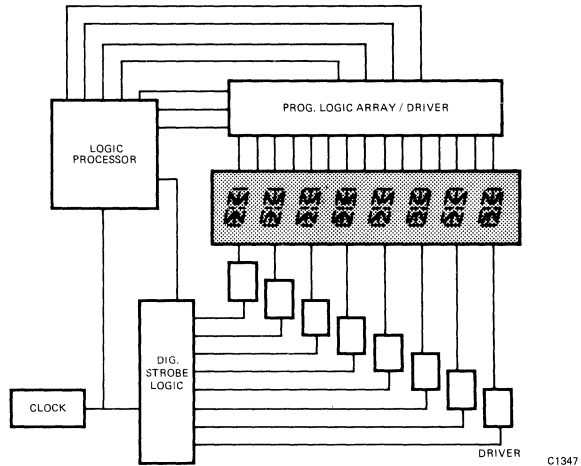 PROG. LOGIC ARRAY / DRIVER
LOGIC
PROCESSOR
DIG.
STROBE
LOGIC
CLOCK
DRIVER
C1347